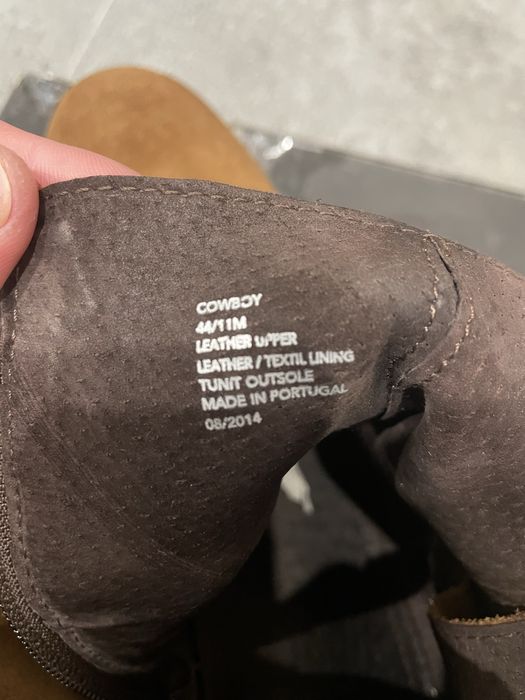 COWBOY
44/11M
LEATHER UPPER
LEATHER / TEXTIL LINING
TUNIT OUTSOLE
MADE IN PORTUGAL
08/2014